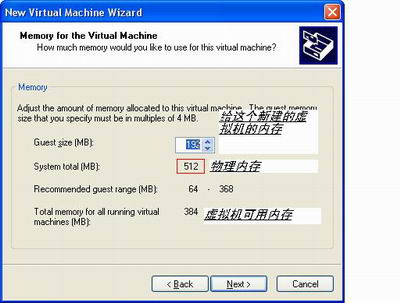 New Virtual Machine Wizard
Memory for the Virtual Machine
How much memory would you like to use for this virtual machine?
Memory
Adjust the amount of memory allocated to this virtual machine. The guest memory
size that you specify must be in multiples of 4 MB.
给这个新建的虚
拟机的内存
Guest size (MB): 192
System total (MB): 512 物理内存
Recommended guest range (MB): 64 - 368
Total memory for all running virtual
machines (MB): 384 虚拟机可用内存
< Back Next > Cancel